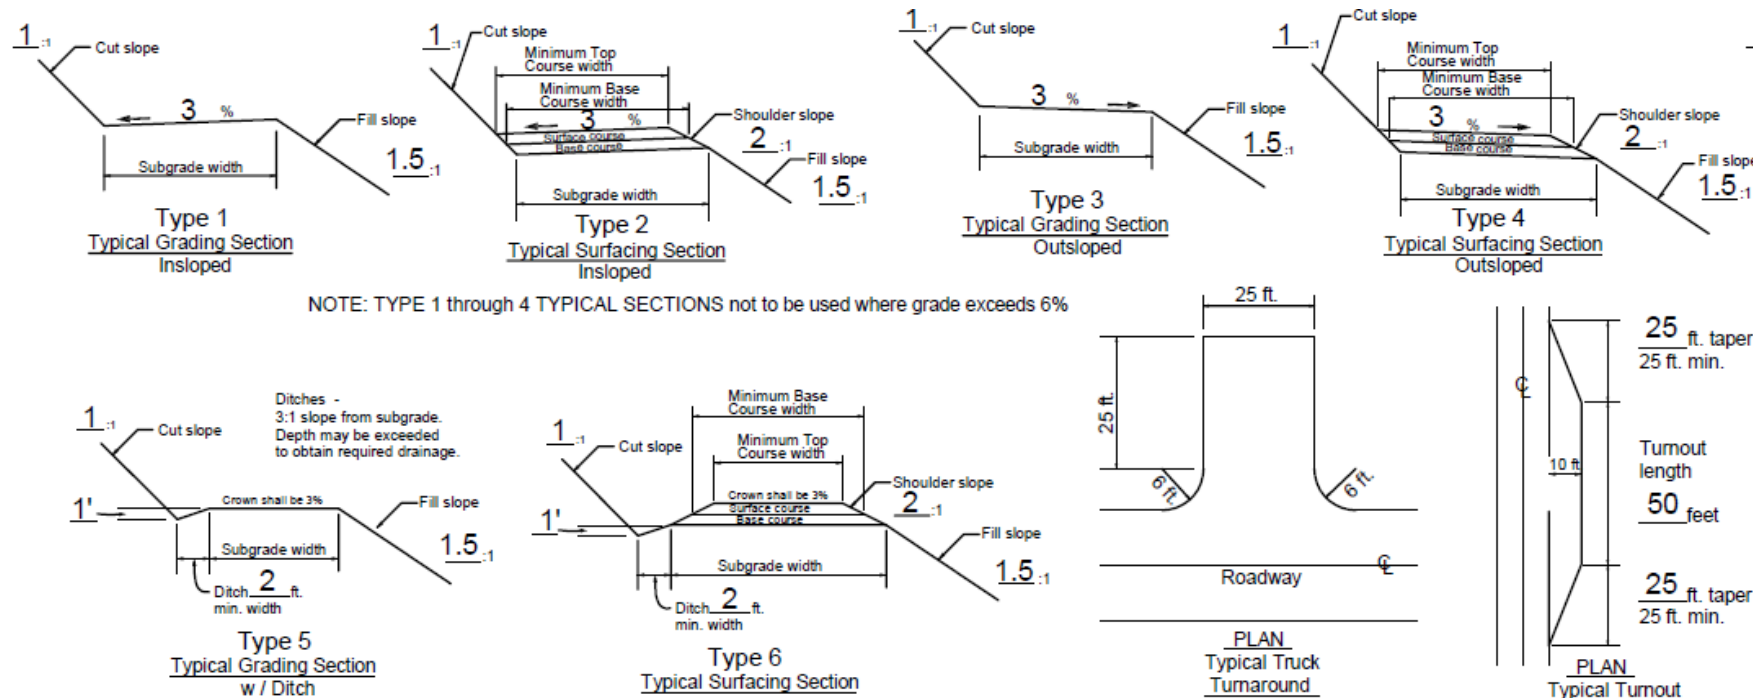 1 :1
Cut slope
3 %
Fill slope
1.5 :1
Subgrade width
Type 1
Typical Grading Section
Insloped
1 :1
Cut slope
Minimum Top
Course width
Minimum Base
Course width
3 %
Surface course
Base course
Shoulder slope
2 :1
Fill slope
1.5 :1
Subgrade width
Type 2
Typical Surfacing Section
Insloped
1 :1
Cut slope
3 %
Fill slope
1.5 :1
Subgrade width
Type 3
Typical Grading Section
Outsloped
1 :1
Cut slope
Minimum Top
Course width
Minimum Base
Course width
3 %
Surface course
Base course
Shoulder slope
2 :1
Fill slope
1.5 :1
Subgrade width
Type 4
Typical Surfacing Section
Outsloped
NOTE: TYPE 1 through 4 TYPICAL SECTIONS not to be used where grade exceeds 6%
1 :1
Cut slope
Ditches -
3:1 slope from subgrade.
Depth may be exceeded
to obtain required drainage.
Crown shall be 3%
Fill slope
1'
1.5 :1
Subgrade width
Ditch 2 ft.
min. width
Type 5
Typical Grading Section
w / Ditch
1 :1
Cut slope
Minimum Base
Course width
Minimum Top
Course width
Crown shall be 3%
Surface course
Base course
Shoulder slope
2 :1
1'
Fill slope
1.5 :1
Subgrade width
Ditch 2 ft.
min. width
Type 6
Typical Surfacing Section
25 ft.
25 ft.
6 ft.
6 ft.
Roadway
CL
PLAN
Typical Truck
Turnaround
CL
25 ft. taper
25 ft. min.
10 ft
Turnout
length
50 feet
25 ft. taper
25 ft. min.
PLAN
Typical Turnout